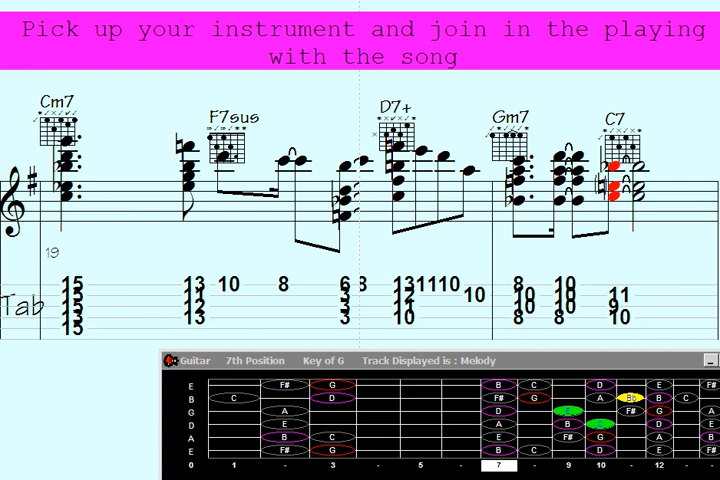 Pick up your instrument and join in the playing
with the song
Cm7 F7sus D7+ Gm7 C7
19
Tab
15 13 10 8 6 8 13 11 10 8 10
15 11 3 12 10 10 10 11
15 12 3 11 10 10 9
15 13 3 10 8 8 10
15
Guitar 7th Position Key of G Track Displayed is : Melody
E F# G B C D E F#
B C D F# G A Bb B C
G A D E F# G
D E A B C D A
A B C E F# G A B
E F# G B C D E F#
0 1 - 3 - 5 - 7 - 9 10 - 12 - -